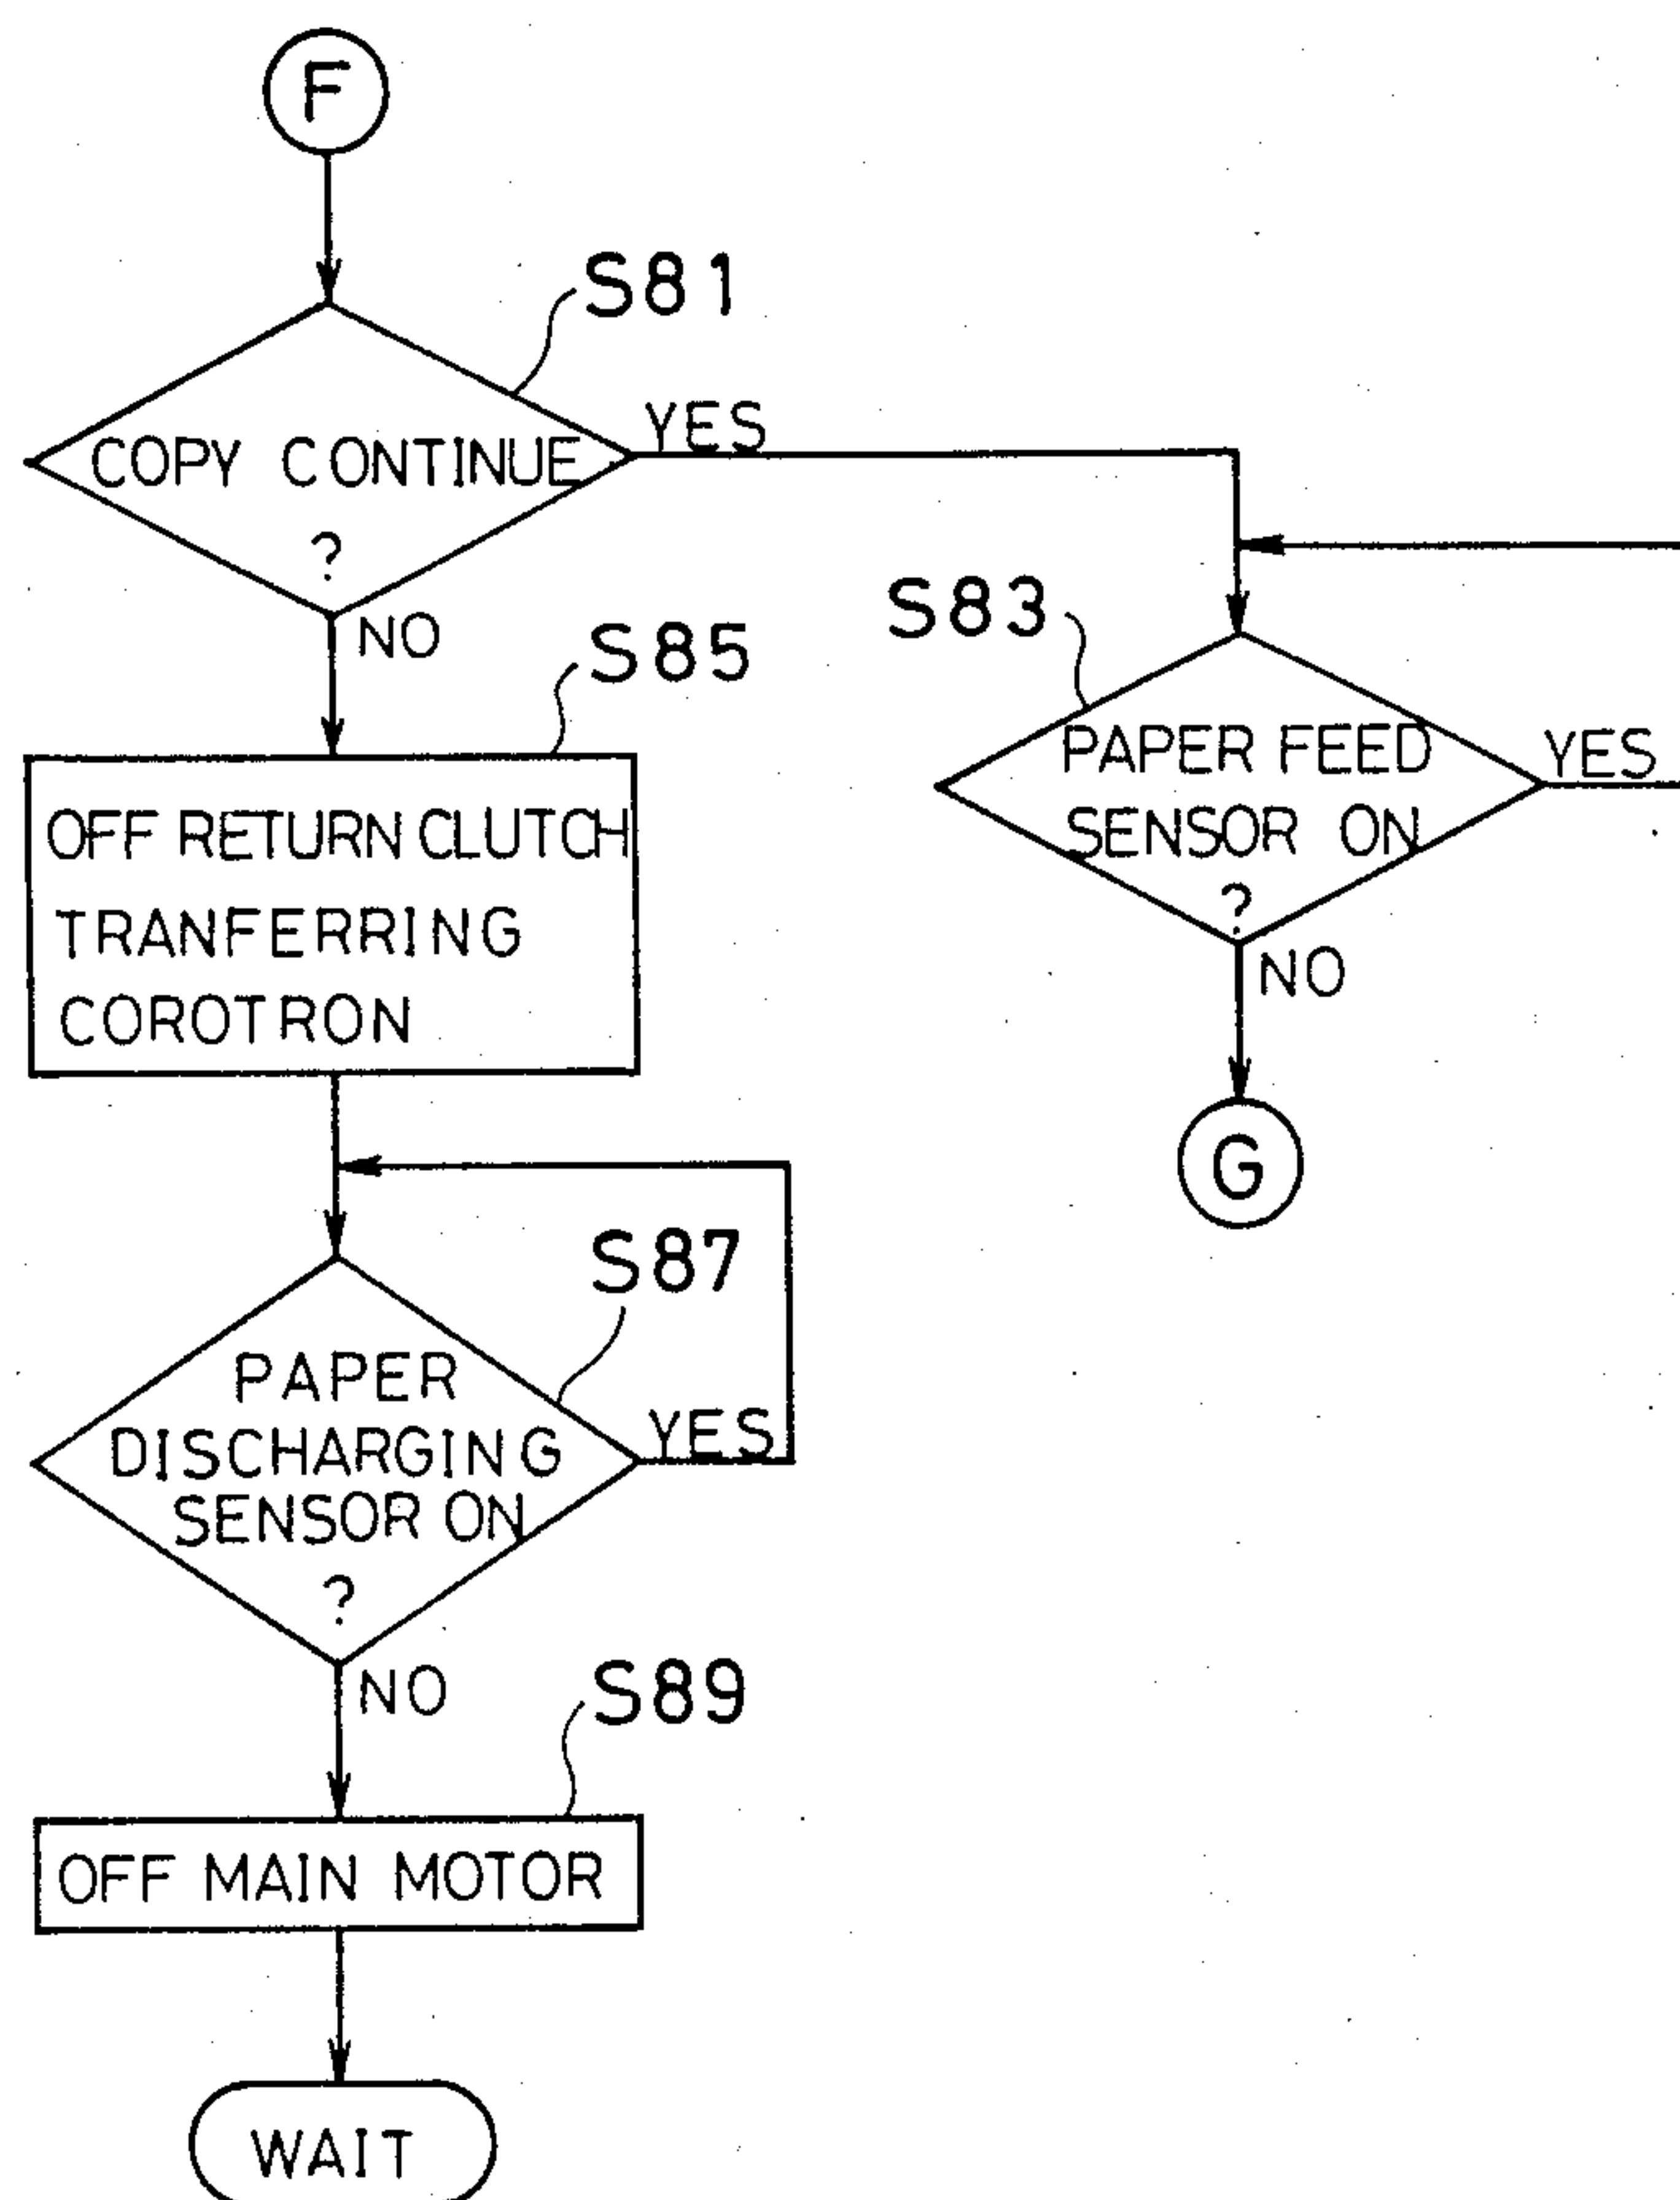 F
S81
COPY CONTINUE
?
YES
NO
S85
OFF RETURN CLUTCH
TRANFERRING
COROTRON
S87
PAPER
DISCHARGING
SENSOR ON
?
YES
NO
S89
OFF MAIN MOTOR
WAIT
S83
PAPER FEED
SENSOR ON
?
YES
NO
G